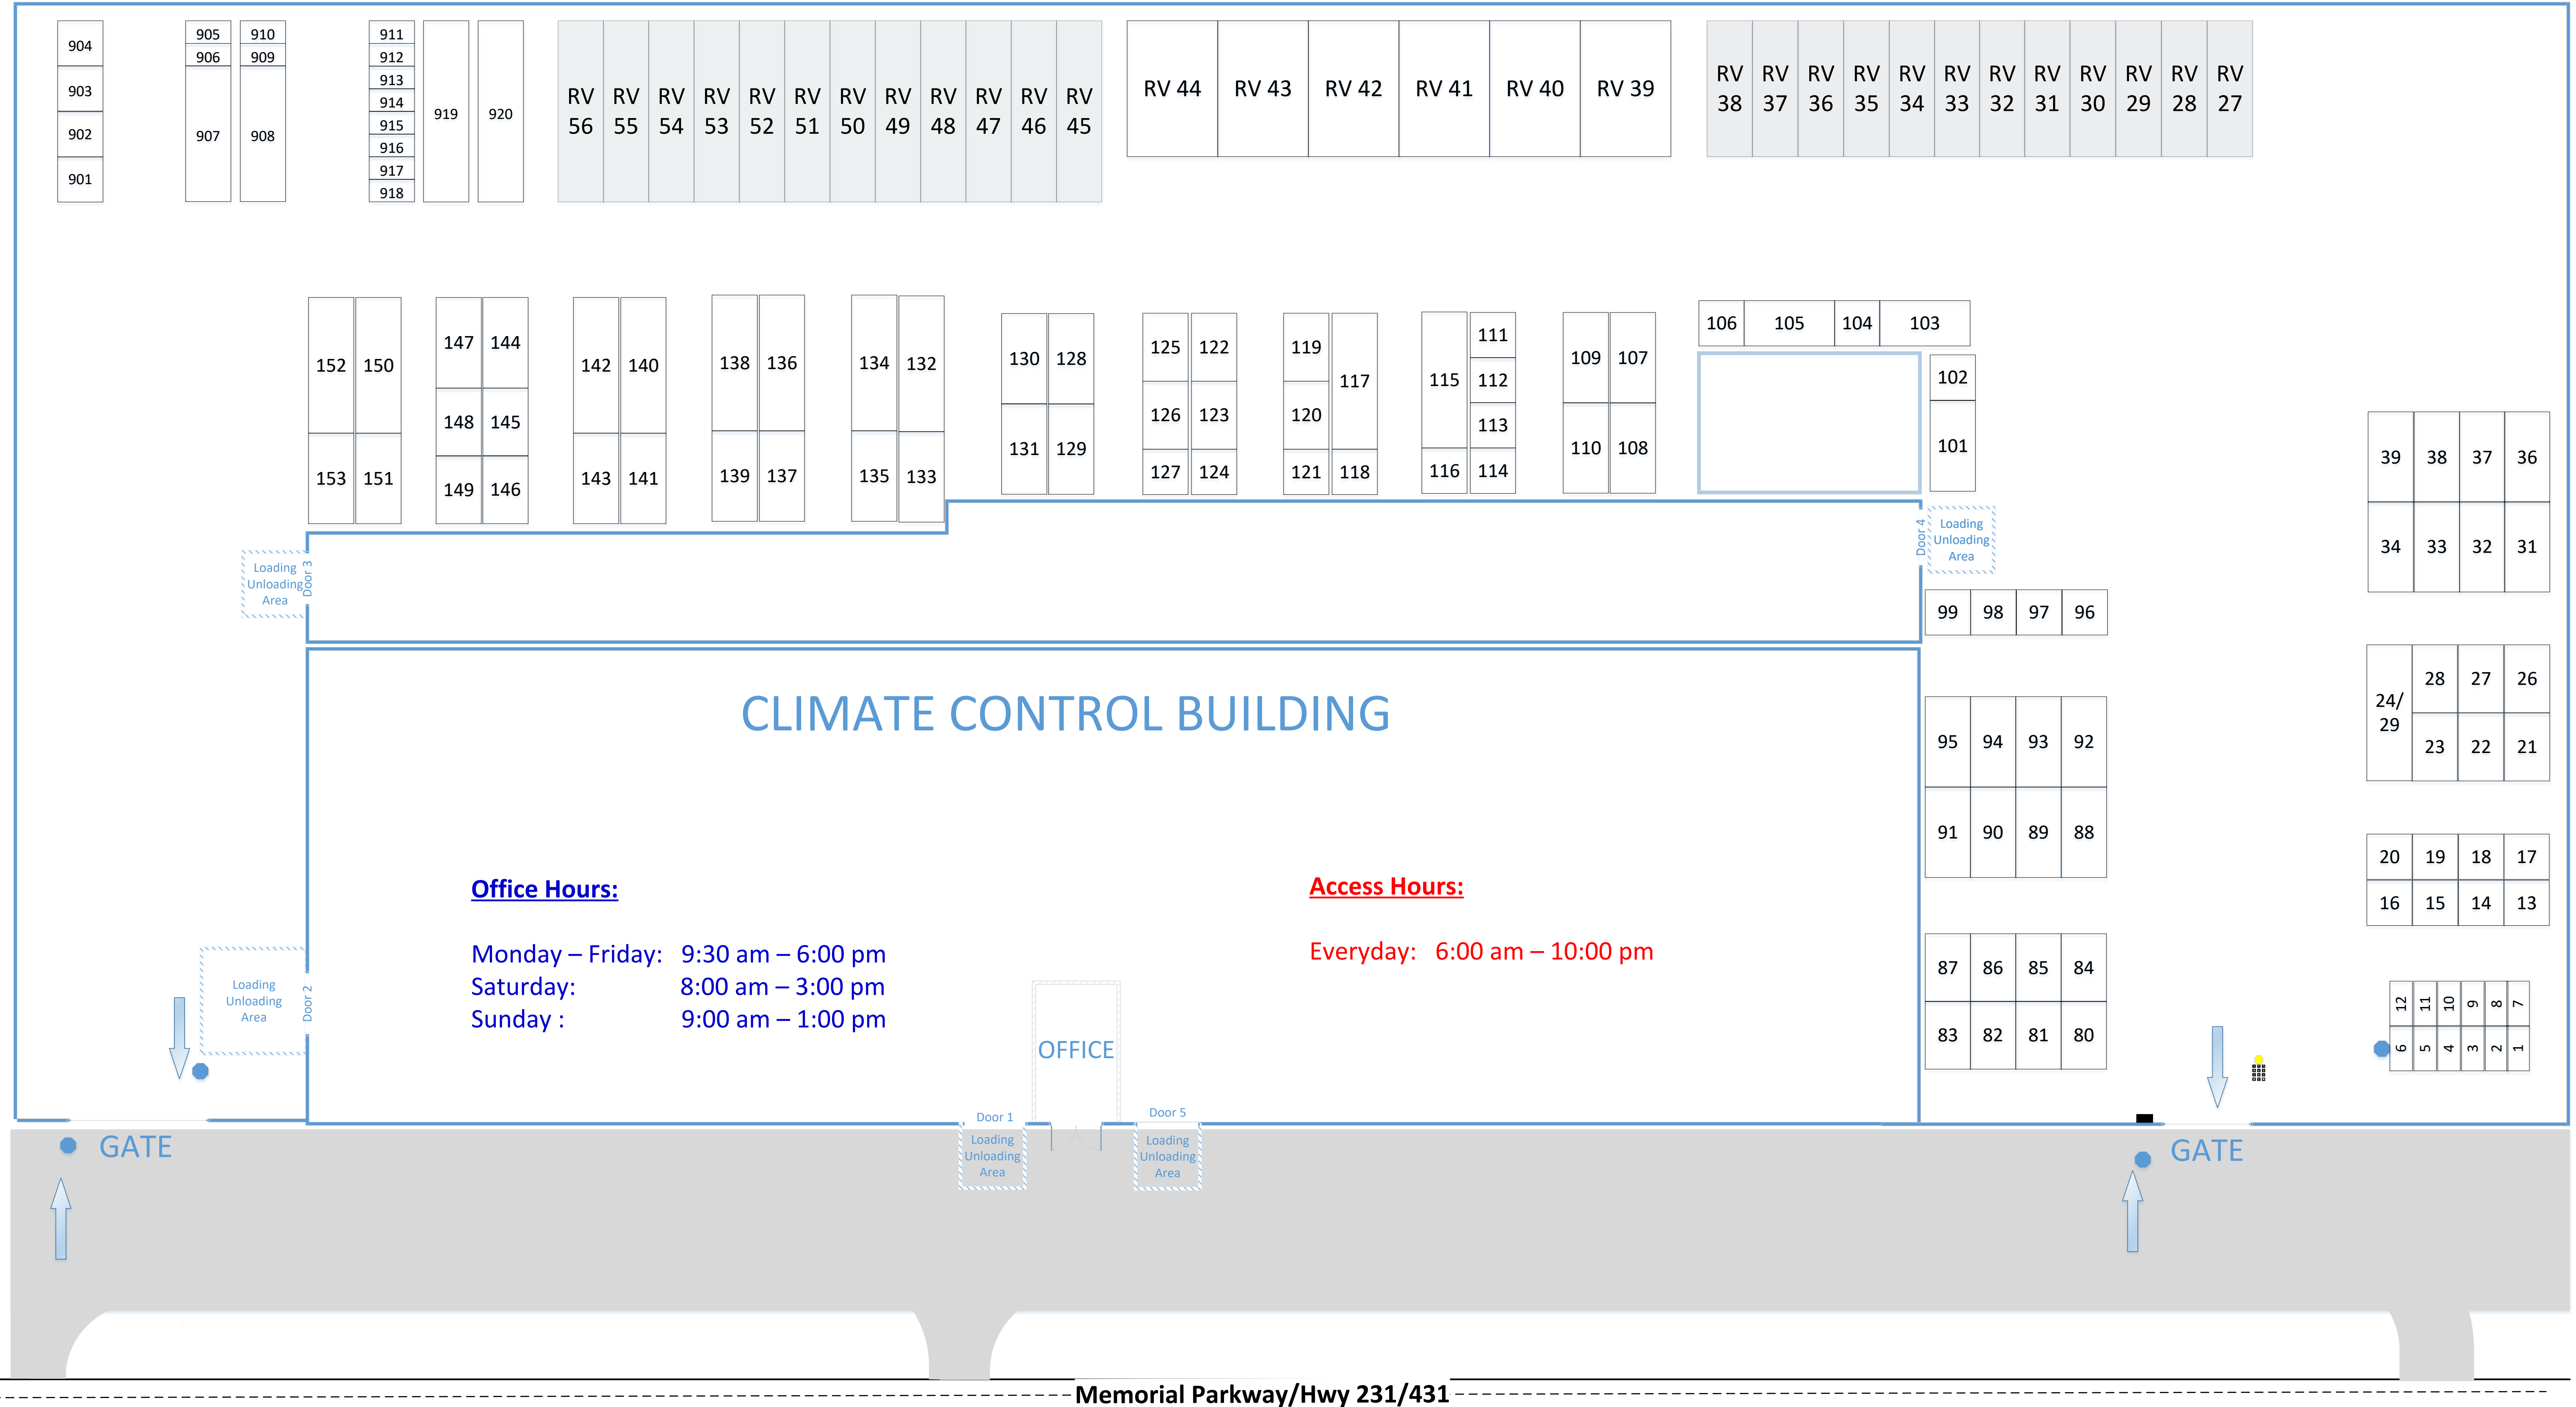 904
903
902
901
905
906
907
910
909
908
911
912
913
914
915
916
917
918
919
920
RV 56
RV 55
RV 54
RV 53
RV 52
RV 51
RV 50
RV 49
RV 48
RV 47
RV 46
RV 45
RV 44
RV 43
RV 42
RV 41
RV 40
RV 39
RV 38
RV 37
RV 36
RV 35
RV 34
RV 33
RV 32
RV 31
RV 30
RV 29
RV 28
RV 27
152 150
153 151
147 144
148 145
149 146
142 140
143 141
138 136
139 137
134 132
135 133
130 128
131 129
125 122
126 123
127 124
119
117
120
121 118
111
115 112
113
116 114
109 107
110 108
106 105 104 103
102
101
39 38 37 36
34 33 32 31
Loading
Unloading
Area
Door 3
Door 4
Loading
Unloading
Area
99 98 97 96
CLIMATE CONTROL BUILDING
95 94 93 92
91 90 89 88
24/
29
28 27 26
23 22 21
20 19 18 17
16 15 14 13
Office Hours:
Monday – Friday: 9:30 am – 6:00 pm
Saturday: 8:00 am – 3:00 pm
Sunday : 9:00 am – 1:00 pm
Access Hours:
Everyday: 6:00 am – 10:00 pm
87 86 85 84
83 82 81 80
12 11 10 9 8 7
6 5 4 3 2 1
Loading
Unloading
Area
Door 2
OFFICE
Door 1
Loading
Unloading
Area
Door 5
Loading
Unloading
Area
GATE
GATE
Memorial Parkway/Hwy 231/431